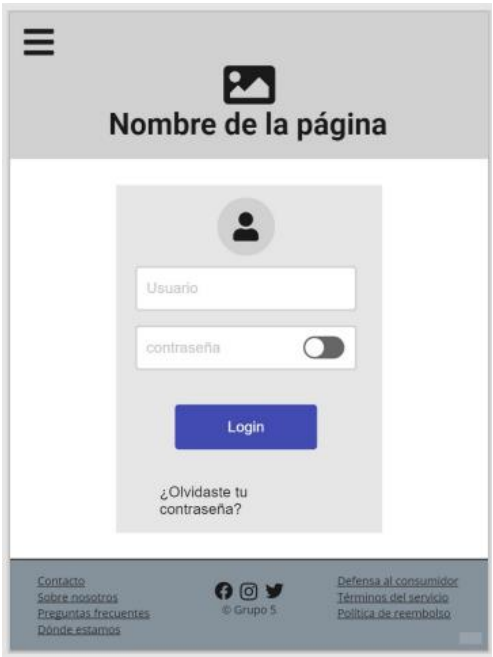 Nombre de la página
Usuario
contraseña
Login
¿Olvidaste tu
contraseña?
Contacto
Sobre nosotros
Preguntas frecuentes
Dónde estamos
© Grupo 5
Defensa al consumidor
Términos del servicio
Política de reembolso